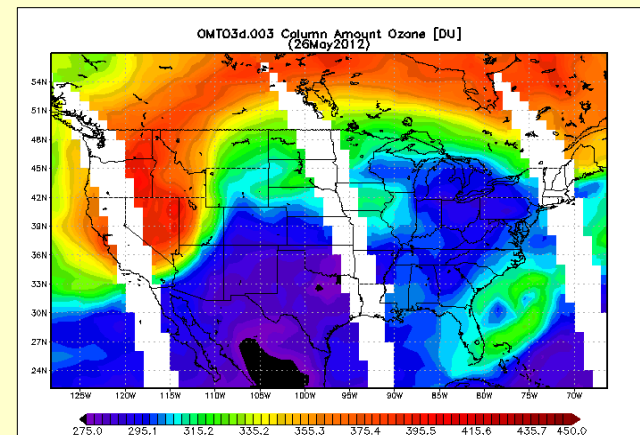 OMTO3d.003 Column Amount Ozone [DU]
(26May2012)
54N
51N
48N
45N
42N
39N
36N
33N
30N
27N
24N
125W 120W 115W 110W 105W 100W 95W 90W 85W 80W 75W 70W
275.0 295.1 315.2 335.2 355.3 375.4 395.5 415.6 435.7 450.0